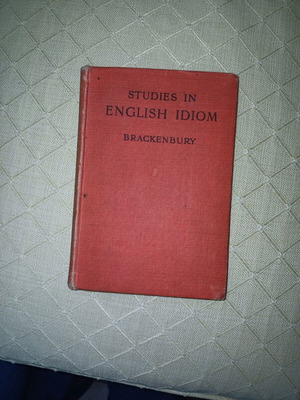 STUDIES IN
ENGLISH IDIOM
BRACKENBURY